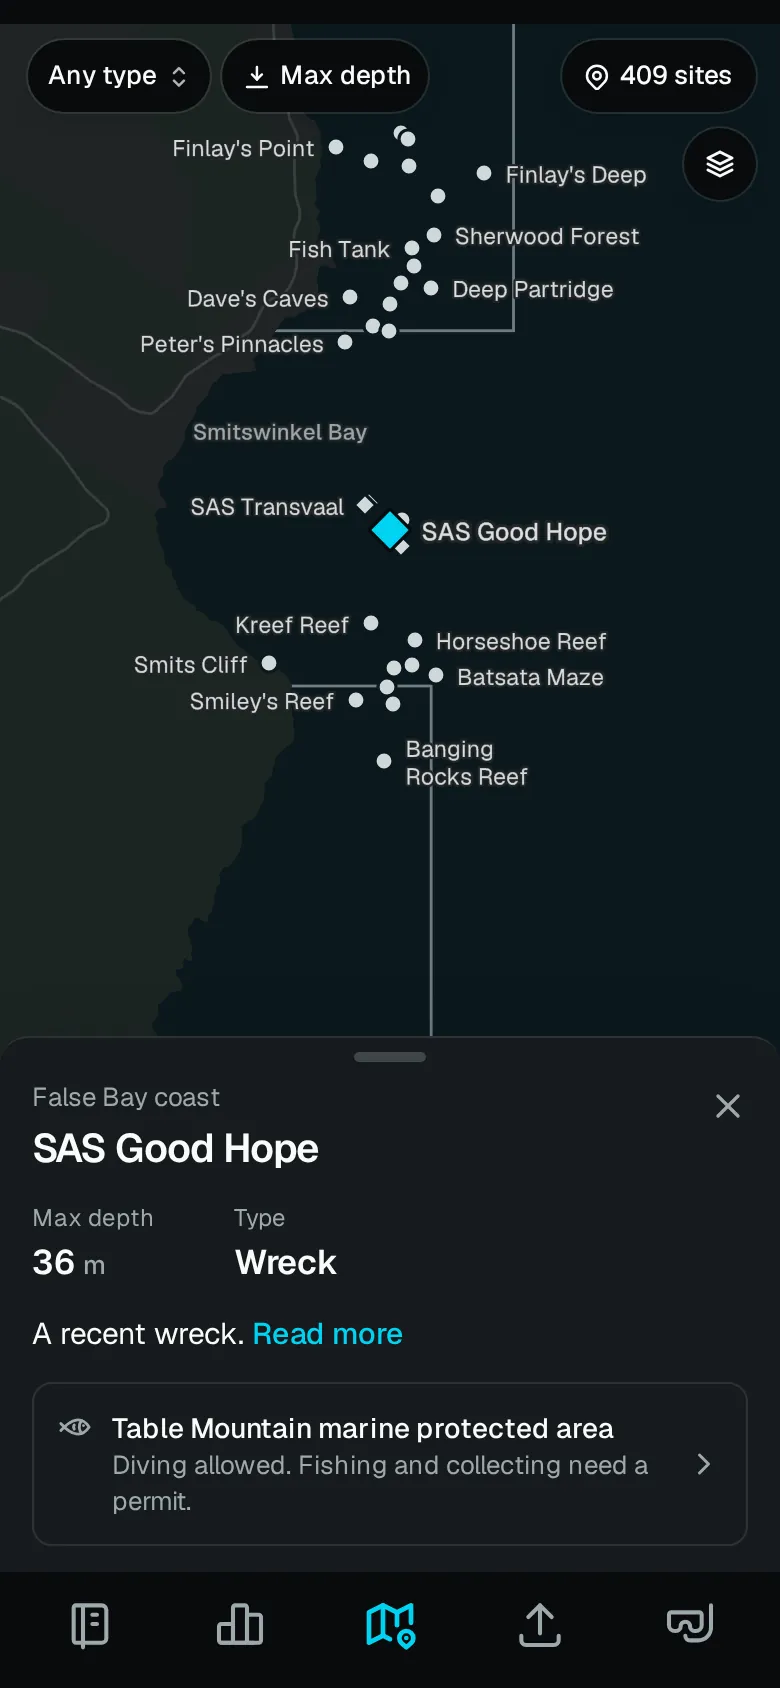 Any type
Max depth
409 sites
Finlay's Point
Finlay's Deep
Sherwood Forest
Fish Tank
Deep Partridge
Dave's Caves
Peter's Pinnacles
Smitswinkel Bay
SAS Transvaal
SAS Good Hope
Kreef Reef
Horseshoe Reef
Smits Cliff
Batsata Maze
Smiley's Reef
Banging
Rocks Reef
False Bay coast
SAS Good Hope
Max depth
Type
36 m
Wreck
A recent wreck. Read more
Table Mountain marine protected area
Diving allowed. Fishing and collecting need a
permit.